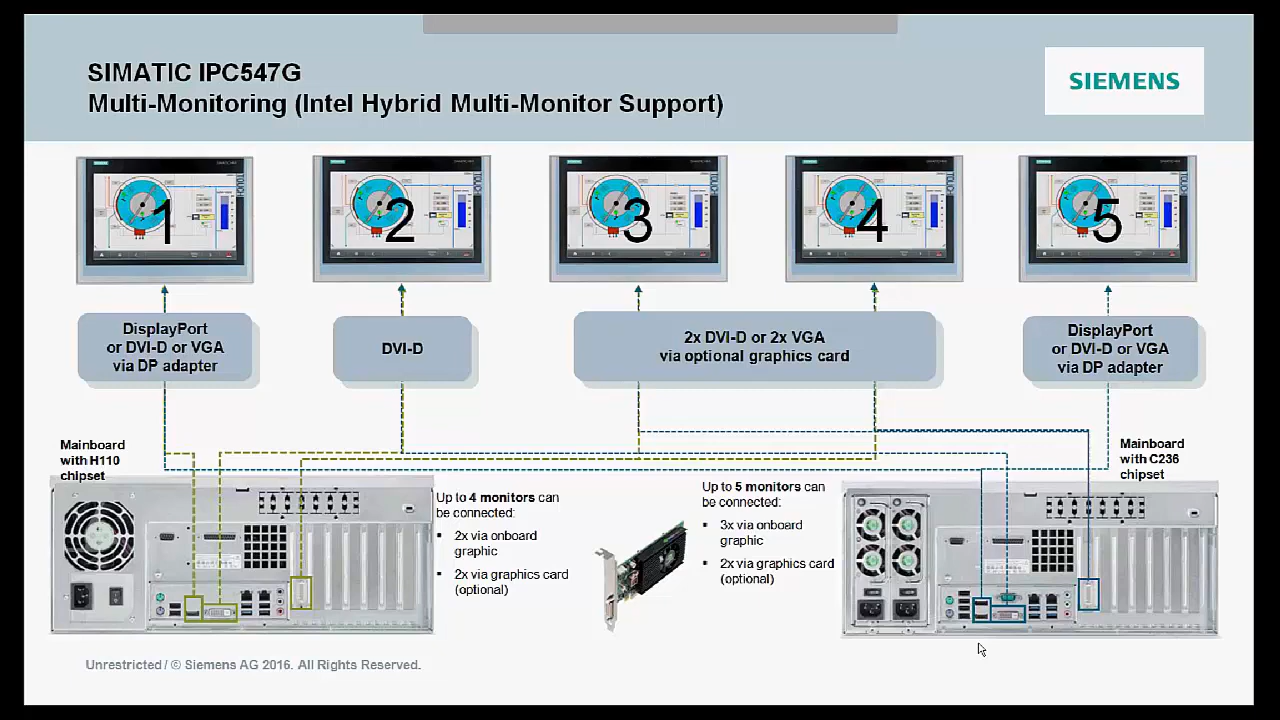 SIMATIC IPC547G
Multi-Monitoring (Intel Hybrid Multi-Monitor Support)
SIEMENS
1
2
3
4
5
DisplayPort
or DVI-D or VGA
via DP adapter
DVI-D
2x DVI-D or 2x VGA
via optional graphics card
DisplayPort
or DVI-D or VGA
via DP adapter
Mainboard
with H110
chipset
Up to 4 monitors can
be connected:
▪ 2x via onboard
graphic
▪ 2x via graphics card
(optional)
Up to 5 monitors can
be connected:
▪ 3x via onboard
graphic
▪ 2x via graphics card
(optional)
Mainboard
with C236
chipset
Unrestricted / © Siemens AG 2016. All Rights Reserved.